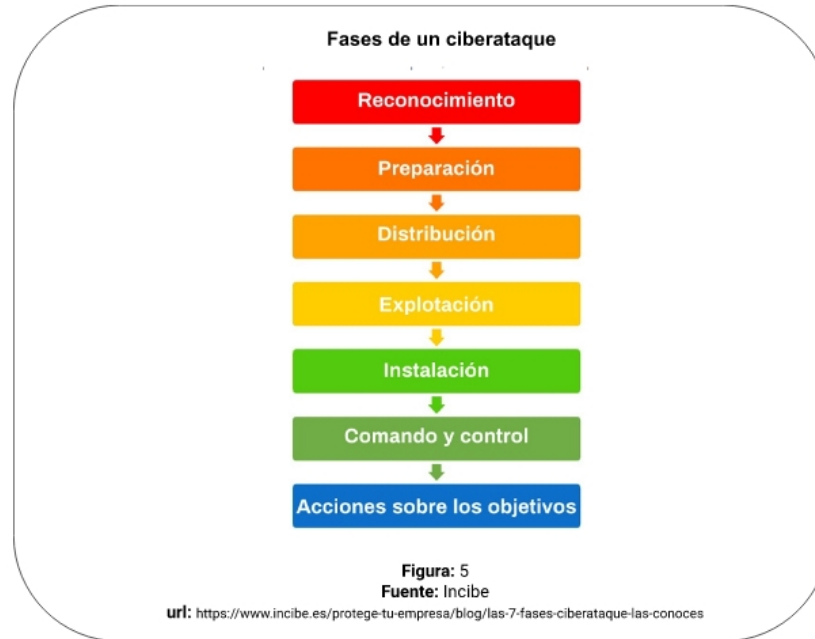 Fases de un ciberataque
Reconocimiento
Preparación
Distribución
Explotación
Instalación
Comando y control
Acciones sobre los objetivos
Figura: 5
Fuente: Incibe
url: https://www.incibe.es/protege-tu-empresa/blog/las-7-fases-ciberataque-las-conoces